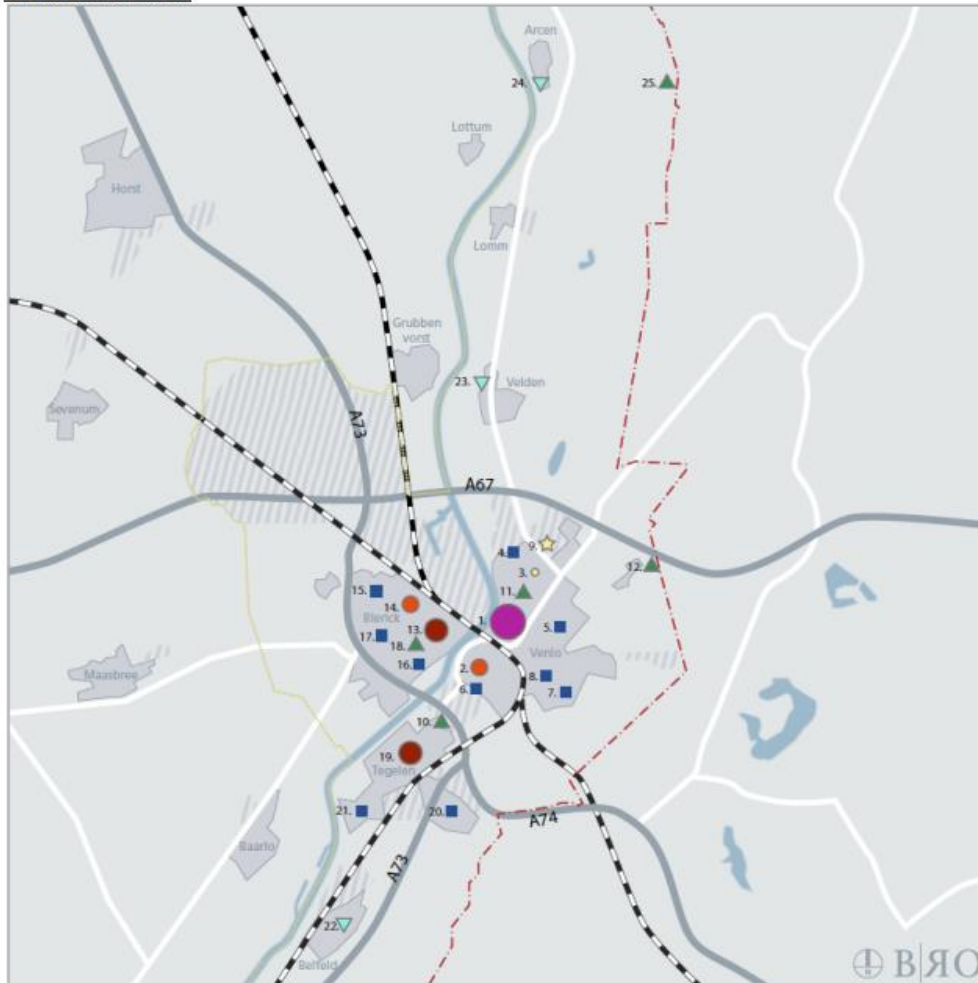 Arcen
24.
25.
Lottum
Horst
Lomm
Grubben
vorst
23.
Velden
Sevenum
A73
A67
4.
9.
3.
12.
15.
11.
14.
Blerick
1.
13.
5.
17.
18.
Venlo
16.
2.
8.
Maasbree
6.
7.
10.
19.
Tegelen
21.
20.
A74
Baarlo
A73
22.
Belfeld
B|ЯO